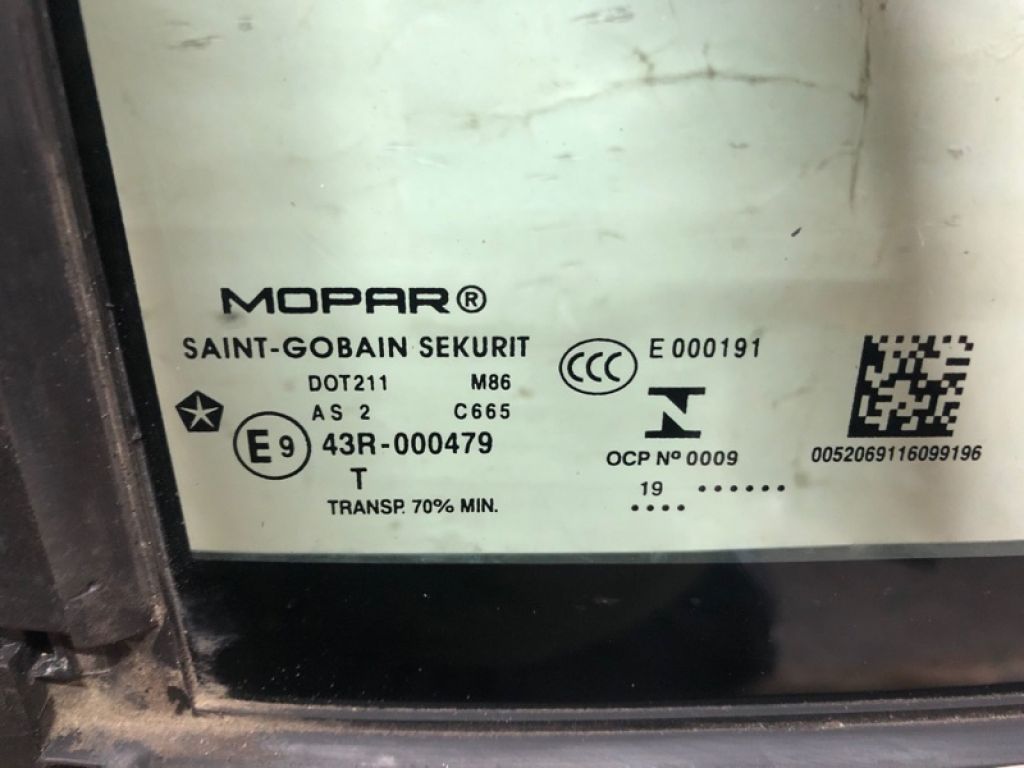 MOPAR®
SAINT-GOBAIN SEKURIT
DOT211 M86
AS 2 C665
E9 43R-000479
T
TRANSP. 70% MIN.
CCC E 000191
N
OCP Nº 0009
19 ......
....
0052069116099196